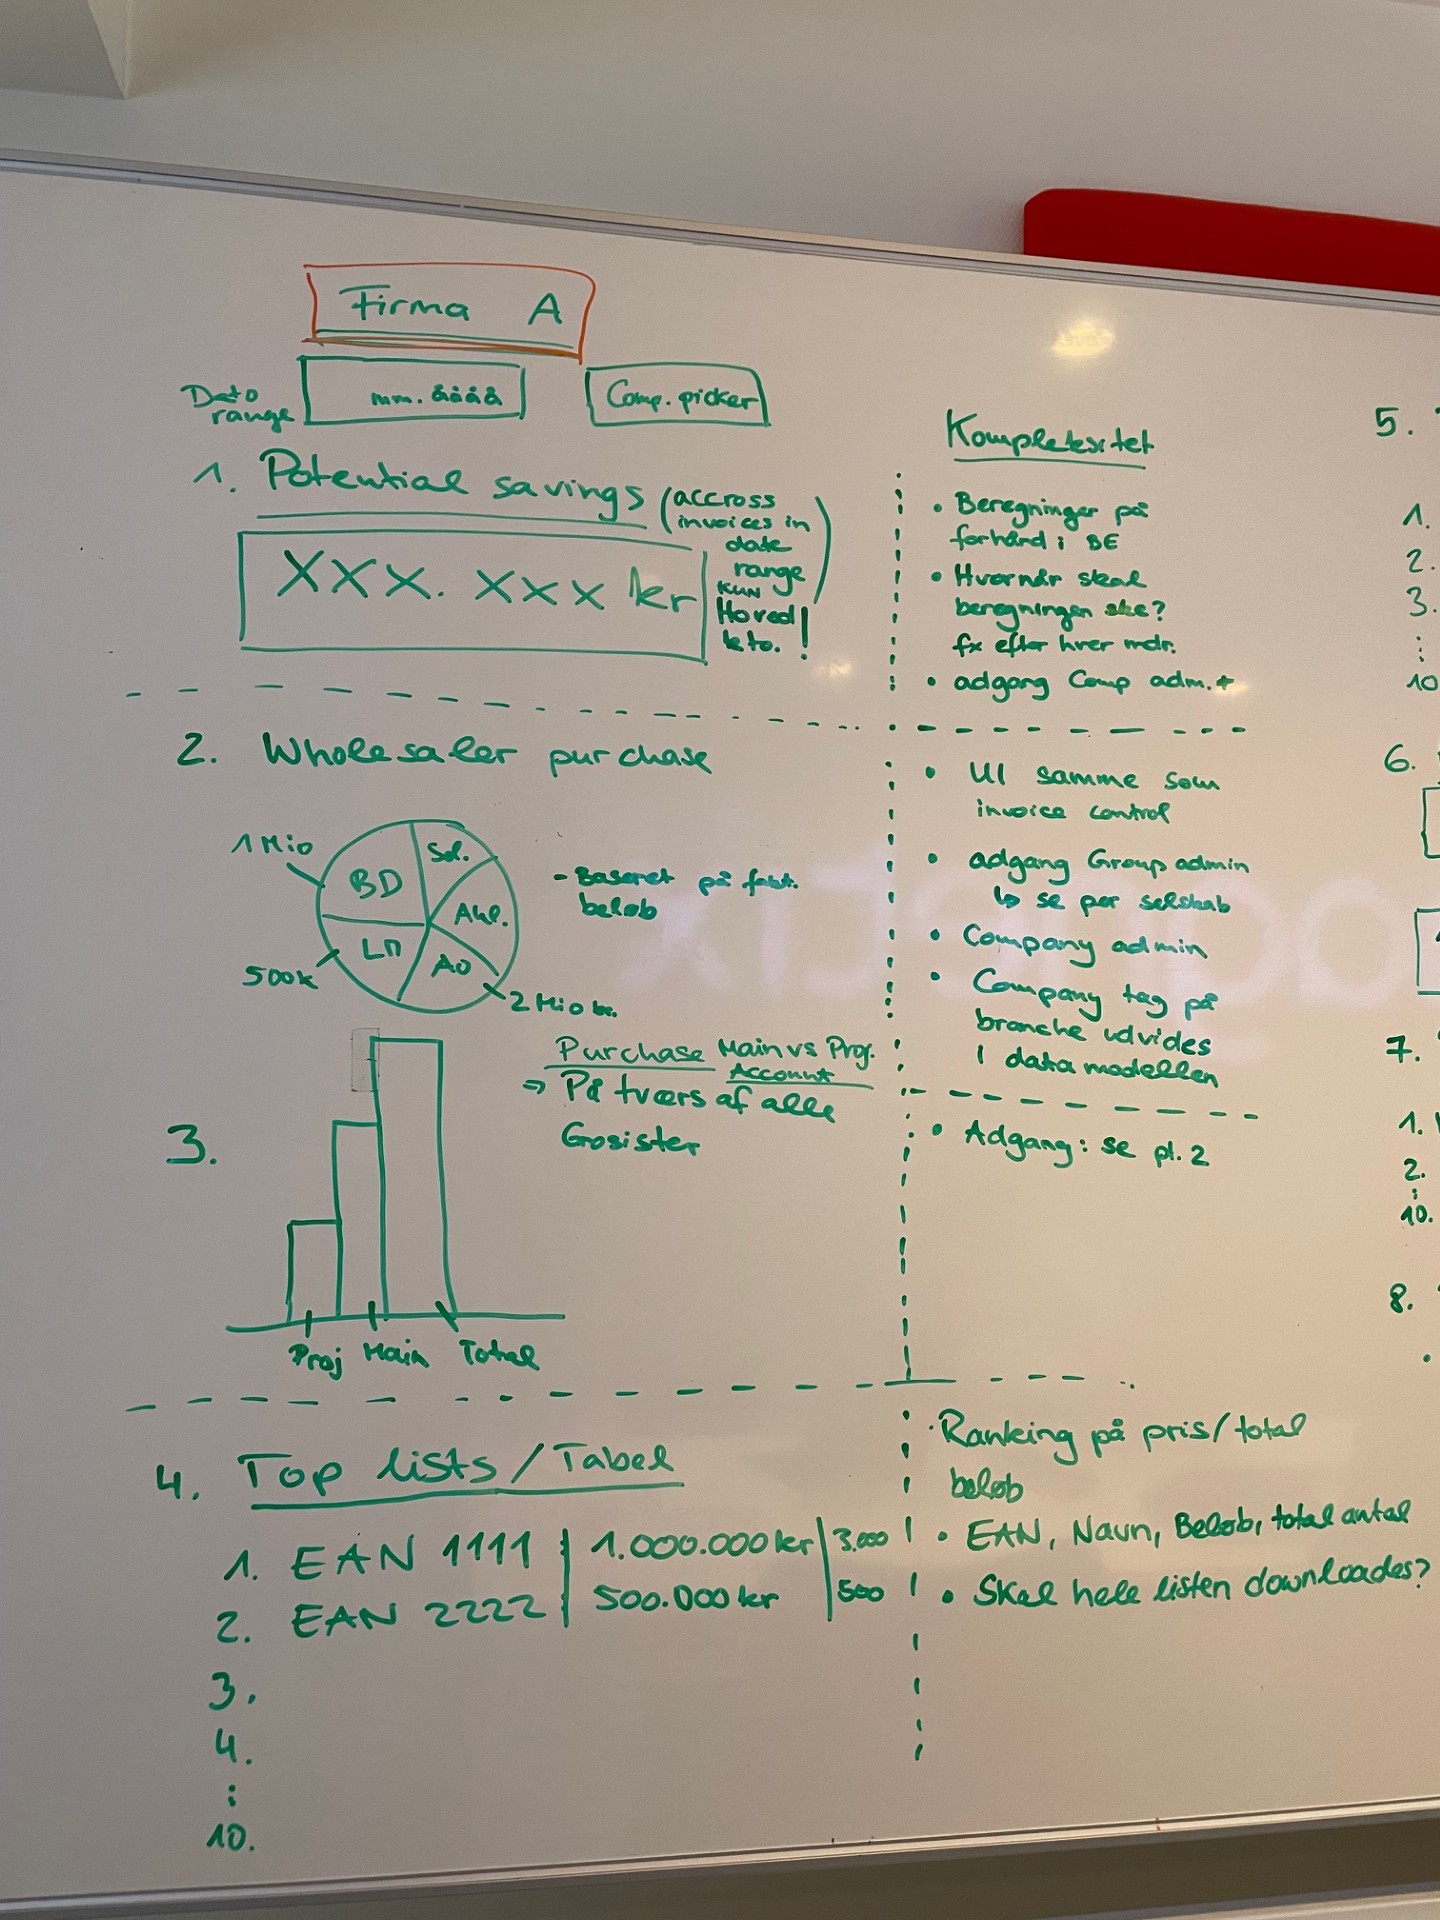 Firma A
Dato
range
mm. åååå
Comp. picker
1. Potential savings
(accross
invoices in
date
range)
KUN
Hoved
kto. !
XXX. XXX kr
Kompleksitet
• Beregninger på
forhånd i BE
• Hvornår skal
beregningen ske?
fx efter hver mdr.
• adgang Comp adm.+
2. Wholesaler purchase
1 Mio
BD
Sol.
Ahl.
LM
AO
500k
2 Mio kr.
- Baseret på fakt.
beløb
• UI samme som
invoice control
• adgang Group admin
↳ se per selskab
• Company admin
• Company tag på
branche udvides
i data modellen
3.
Proj Main Total
Purchase Main vs Proj.
Account
⇒ På tværs af alle
Grosister
• Adgang: se pt. 2
4. Top lists/Tabel
1. EAN 1111 | 1.000.000 kr | 3.000
2. EAN 2222 | 500.000 kr | 500
3.
4.
:
10.
• Ranking på pris/total
beløb
• EAN, Navn, Beløb, total antal
• Skal hele listen downloades?
5.
1.
2.
3.
:
10
6.
7.
1.
2.
:
10.
8.
•